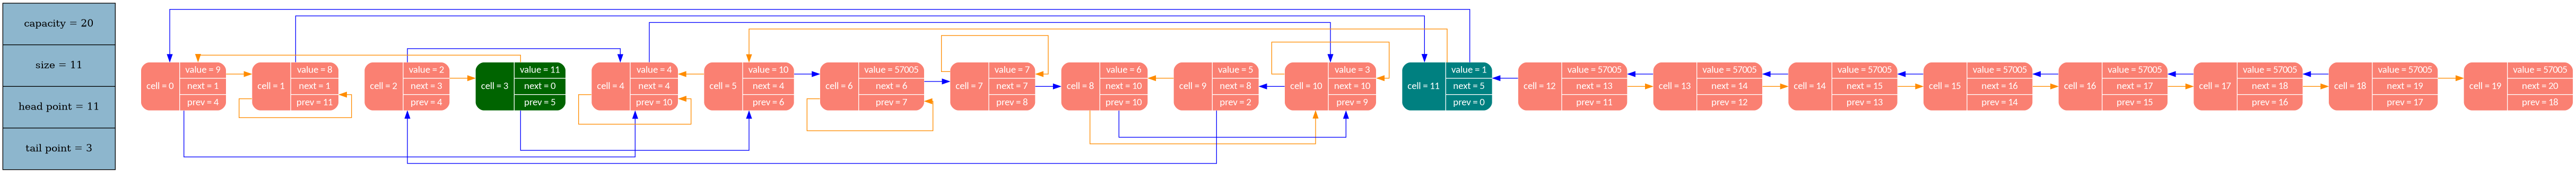 capacity = 20
size = 11
head point = 11
tail point = 3
cell = 0
value = 9
next = 1
prev = 4
cell = 1
value = 8
next = 1
prev = 11
cell = 2
value = 2
next = 3
prev = 4
cell = 3
value = 11
next = 0
prev = 5
cell = 4
value = 4
next = 4
prev = 10
cell = 5
value = 10
next = 4
prev = 6
cell = 6
value = 57005
next = 6
prev = 7
cell = 7
value = 7
next = 7
prev = 8
cell = 8
value = 6
next = 10
prev = 10
cell = 9
value = 5
next = 8
prev = 2
cell = 10
value = 3
next = 10
prev = 9
cell = 11
value = 1
next = 5
prev = 0
cell = 12
value = 57005
next = 13
prev = 11
cell = 13
value = 57005
next = 14
prev = 12
cell = 14
value = 57005
next = 15
prev = 13
cell = 15
value = 57005
next = 16
prev = 14
cell = 16
value = 57005
next = 17
prev = 15
cell = 17
value = 57005
next = 18
prev = 16
cell = 18
value = 57005
next = 19
prev = 17
cell = 19
value = 57005
next = 20
prev = 18